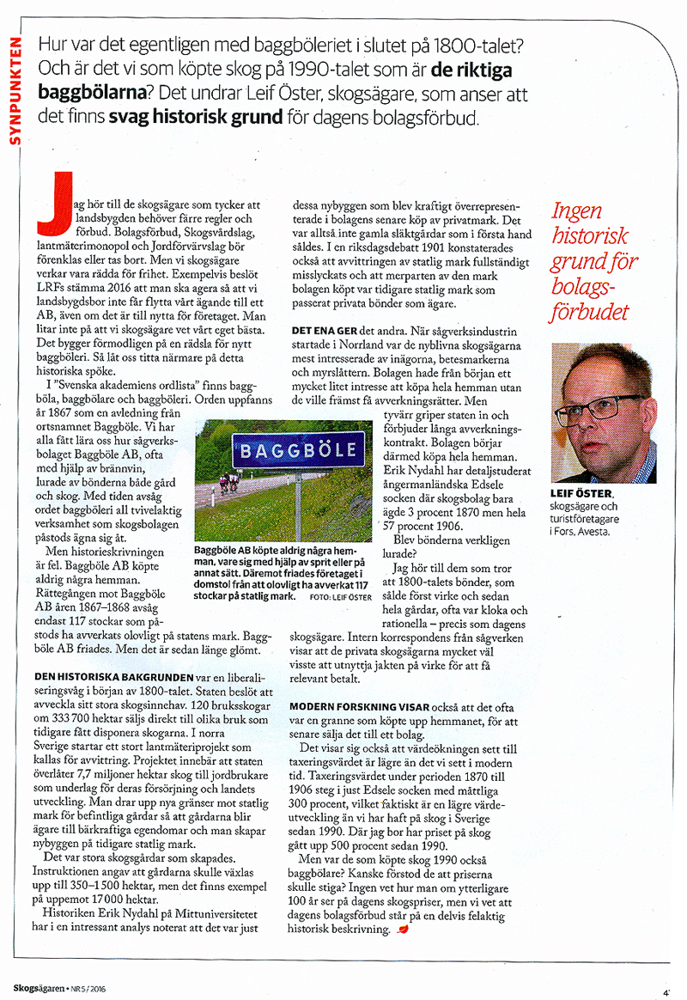 SYNPUNKTEN
Hur var det egentligen med baggböleriet i slutet på 1800-talet?
Och är det vi som köpte skog på 1990-talet som är de riktiga
baggbölarna? Det undrar Leif Öster, skogsägare, som anser att
det finns svag historisk grund för dagens bolagsförbud.
Jag hör till de skogsägare som tycker att
landsbygden behöver färre regler och
förbud. Bolagsförbud, Skogsvårdslag,
lantmäterimonopol och Jordförvärvslag bör
förenklas eller tas bort. Men vi skogsägare
verkar vara rädda för frihet. Exempelvis beslöt
LRFs stämma 2016 att man ska agera så att vi
landsbygdsbor inte får flytta vårt ägande till ett
AB, även om det är till nytta för företaget. Man
litar inte på att vi skogsägare vet vårt eget bästa.
Det bygger förmodligen på en rädsla för nytt
baggböleri. Så låt oss titta närmare på detta
historiska spöke.
I ”Svenska akademiens ordlista” finns bagg-
böla, baggbölare och baggböleri. Orden uppfanns
år 1867 som en avledning från
ortsnamnet Baggböle. Vi har
alla fått lära oss hur sågverks-
bolaget Baggböle AB, ofta
med hjälp av brännvin,
lurade av bönderna både gård
och skog. Med tiden avsåg
ordet baggböleri all tvivelaktig
verksamhet som skogsbolagen
påstods ägna sig åt.
Men historieskrivningen
är fel. Baggböle AB köpte
aldrig några hemman.
Rättegången mot Baggböle
AB åren 1867–1868 avsåg
endast 117 stockar som på-
stods ha avverkats olovligt på statens mark. Bagg-
böle AB friades. Men det är sedan länge glömt.
DEN HISTORISKA BAKGRUNDEN var en liberali-
seringsvåg i början av 1800-talet. Staten beslöt att
avveckla sitt stora skogsinnehav. 120 bruksskogar
om 333 700 hektar säljs direkt till olika bruk som
tidigare fått disponera skogarna. I norra
Sverige startar ett stort lantmäteriprojekt som
kallas för avvittring. Projektet innebär att staten
överlåter 7,7 miljoner hektar skog till jordbrukare
som underlag för deras försörjning och landets
utveckling. Man drar upp nya gränser mot statlig
mark för befintliga gårdar så att gårdarna blir
ägare till bärkraftiga egendomar och man skapar
nybyggen på tidigare statlig mark.
Det var stora skogsgårdar som skapades.
Instruktionen angav att gårdarna skulle växlas
upp till 350–1 500 hektar, men det finns exempel
på uppemot 17 000 hektar.
Historiken Erik Nydahl på Mittuniversitetet
har i en intressant analys noterat att det var just
BAGGBÖLE
Baggböle AB köpte aldrig några hem-
man, vare sig med hjälp av sprit eller på
annat sätt. Däremot friades företaget i
domstol från att olovligt ha avverkat 117
stockar på statlig mark. FOTO: LEIF ÖSTER
dessa nybyggen som blev kraftigt överrepresen-
terade i bolagens senare köp av privatmark. Det
var alltså inte gamla släktgårdar som i första hand
såldes. I en riksdagsdebatt 1901 konstaterades
också att avvittringen av statlig mark fullständigt
misslyckats och att merparten av den mark
bolagen köpt var tidigare statlig mark som
passerat privata bönder som ägare.
DET ENA GER det andra. När sågverksindustrin
startade i Norrland var de nyblivna skogsägarna
mest intresserade av inägorna, betesmarkerna
och myrslåttern. Bolagen hade från början ett
mycket litet intresse att köpa hela hemman utan
de ville främst få avverkningsrätter. Men
tyvärr griper staten in och
förbjuder långa avverknings-
kontrakt. Bolagen börjar
därmed köpa hela hemman.
Erik Nydahl har detaljstuderat
ångermanländska Edsele
socken där skogsbolag bara
ägde 3 procent 1870 men hela
57 procent 1906.
Blev bönderna verkligen
lurade?
Jag hör till dem som tror
att 1800-talets bönder, som
sålde först virke och sedan
hela gårdar, ofta var kloka och
rationella – precis som dagens
skogsägare. Intern korrespondens från sågverken
visar att de privata skogsägarna mycket väl
visste att utnyttja jakten på virke för att få
relevant betalt.
MODERN FORSKNING VISAR också att det ofta
var en granne som köpte upp hemmanet, för att
senare sälja det till ett bolag.
Det visar sig också att värdeökningen sett till
taxeringsvärdet är lägre än det vi sett i modern
tid. Taxeringsvärdet under perioden 1870 till
1906 steg i just Edsele socken med måttliga
300 procent, vilket faktiskt är en lägre värde-
utveckling än vi har haft på skog i Sverige
sedan 1990. Där jag bor har priset på skog
gått upp 500 procent sedan 1990.
Men var de som köpte skog 1990 också
baggbölare? Kanske förstod de att priserna
skulle stiga? Ingen vet hur man om ytterligare
100 år ser på dagens skogspriser, men vi vet att
dagens bolagsförbud står på en delvis felaktig
historisk beskrivning.
Ingen
historisk
grund för
bolags-
förbudet
LEIF ÖSTER,
skogsägare och
turistföretagare
i Fors, Avesta.
Skogsägaren • NR 5 / 2016
4